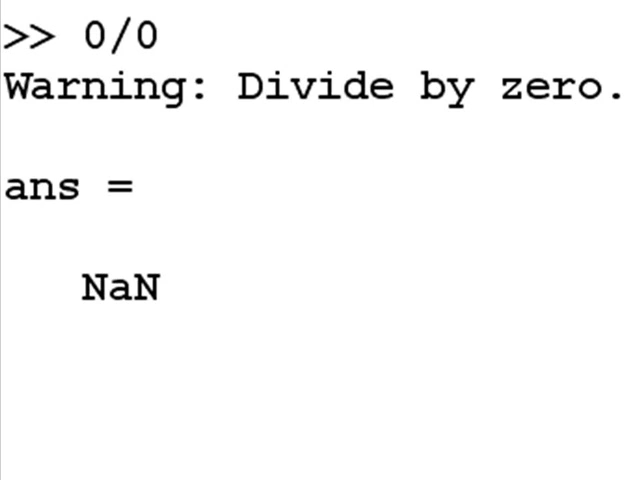 >> 0/0
Warning: Divide by zero.
ans =
NaN